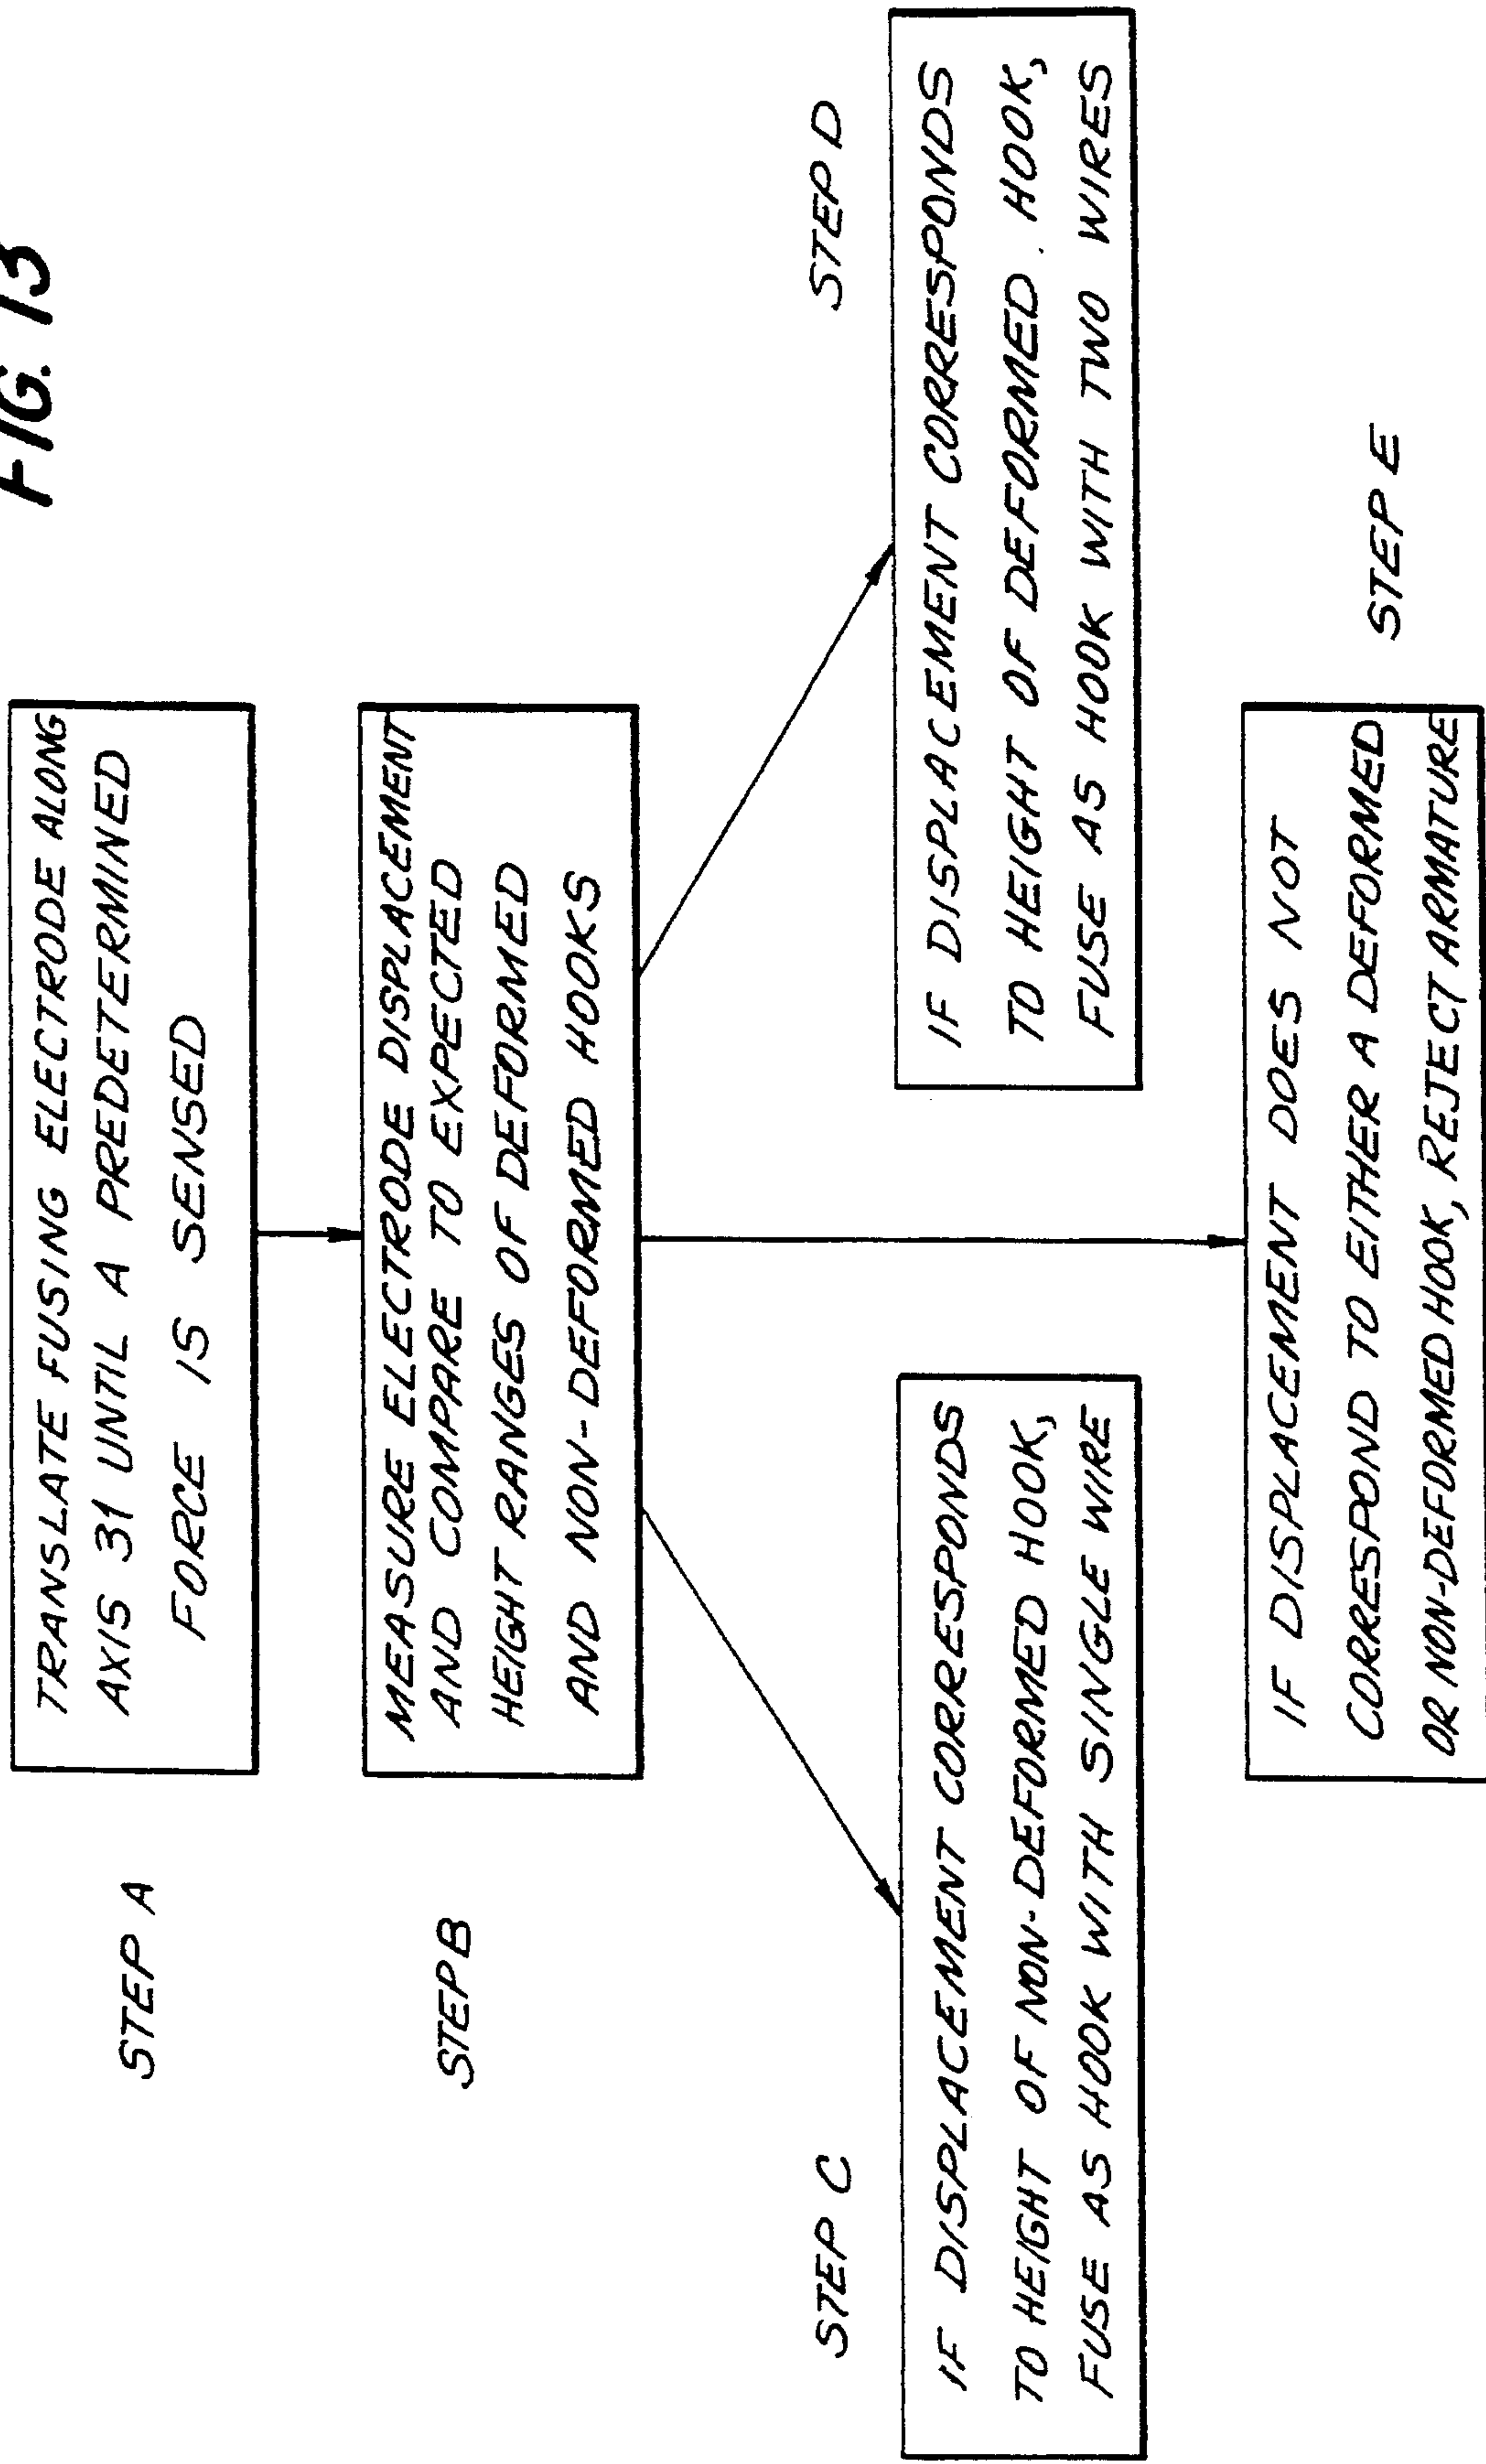 FIG. 13
STEP A
TRANSLATE FUSING ELECTRODE ALONG
AXIS 31 UNTIL A PREDETERMINED
FORCE IS SENSED
STEP B
MEASURE ELECTRODE DISPLACEMENT
AND COMPARE TO EXPECTED
HEIGHT RANGES OF DEFORMED
AND NON-DEFORMED HOOKS
STEP C
IF DISPLACEMENT CORRESPONDS
TO HEIGHT OF NON-DEFORMED HOOK,
FUSE AS HOOK WITH SINGLE WIRE
STEP D
IF DISPLACEMENT CORRESPONDS
TO HEIGHT OF DEFORMED HOOK,
FUSE AS HOOK WITH TWO WIRES
STEP E
IF DISPLACEMENT DOES NOT
CORRESPOND TO EITHER A DEFORMED
OR NON-DEFORMED HOOK, REJECT ARMATURE